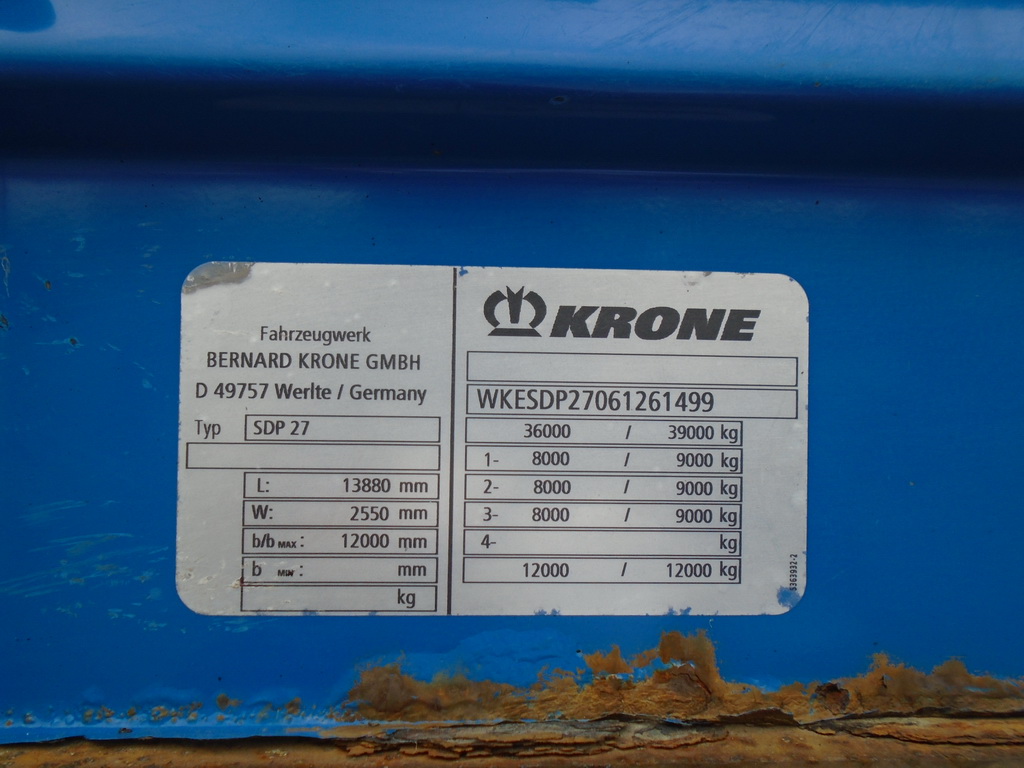 Fahrzeugwerk
BERNARD KRONE GMBH
D 49757 Werlte / Germany
Typ SDP 27
L: 13880 mm
W: 2550 mm
b/b MAX : 12000 mm
b MIN : mm
kg
KRONE
WKESDP27061261499
36000 / 39000 kg
1- 8000 / 9000 kg
2- 8000 / 9000 kg
3- 8000 / 9000 kg
4- kg
12000 / 12000 kg
5363932-2